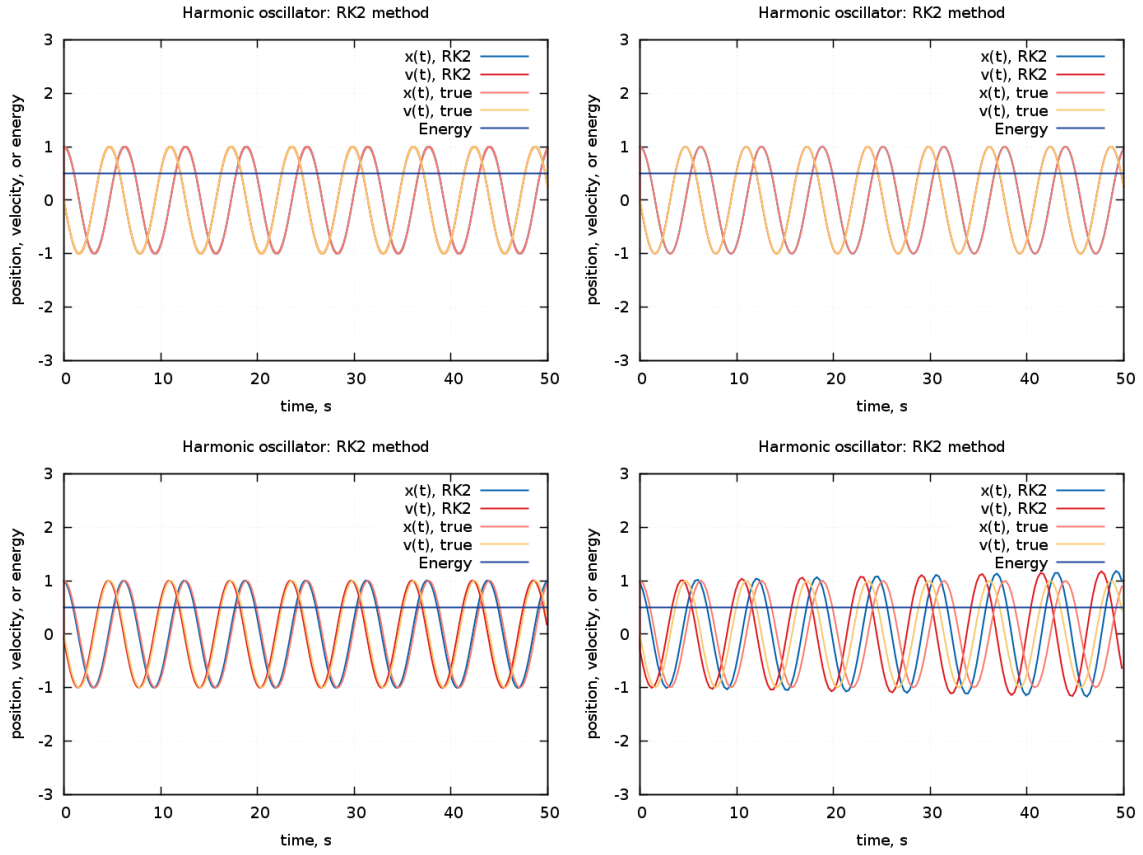 Harmonic oscillator: RK2 method
3
2
1
0
-1
-2
-3
position, velocity, or energy
x(t), RK2
v(t), RK2
x(t), true
v(t), true
Energy
0 10 20 30 40 50
time, s
Harmonic oscillator: RK2 method
3
2
1
0
-1
-2
-3
position, velocity, or energy
x(t), RK2
v(t), RK2
x(t), true
v(t), true
Energy
0 10 20 30 40 50
time, s
Harmonic oscillator: RK2 method
3
2
1
0
-1
-2
-3
position, velocity, or energy
x(t), RK2
v(t), RK2
x(t), true
v(t), true
Energy
0 10 20 30 40 50
time, s
Harmonic oscillator: RK2 method
3
2
1
0
-1
-2
-3
position, velocity, or energy
x(t), RK2
v(t), RK2
x(t), true
v(t), true
Energy
0 10 20 30 40 50
time, s